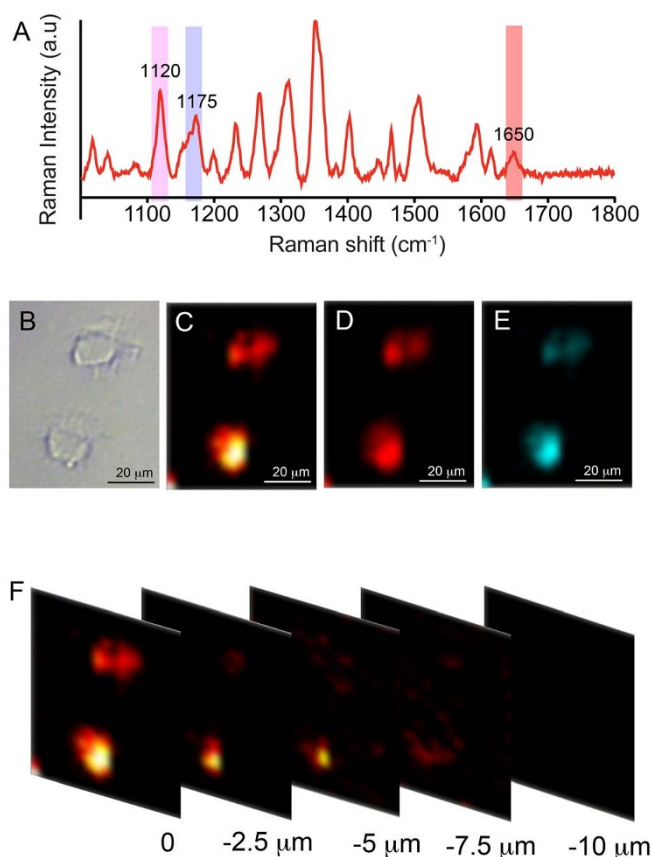 A
Raman Intensity (a.u)
1120
1175
1650
1100 1200 1300 1400 1500 1600 1700 1800
Raman shift (cm⁻¹)
B
20 μm
C
20 μm
D
20 μm
E
20 μm
F
0 -2.5 μm -5 μm -7.5 μm -10 μm